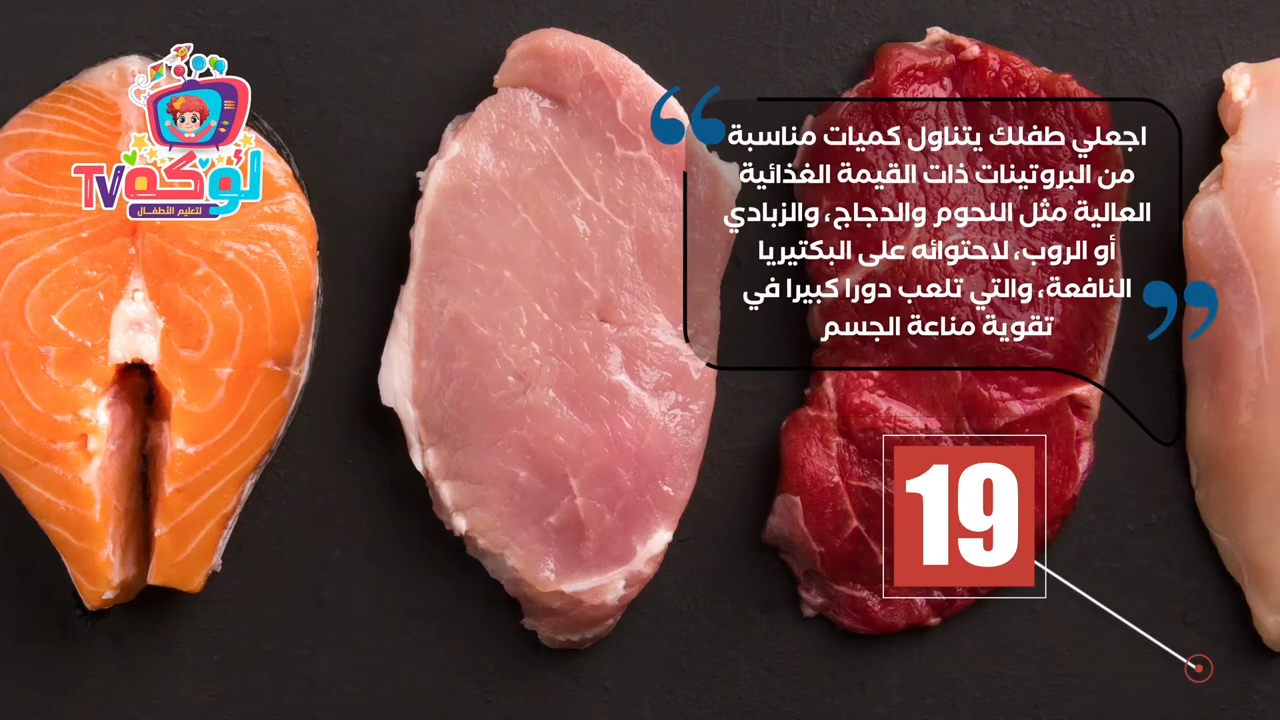 لؤكه TV
لتعليم الأطفال
اجعلي طفلك يتناول كميات مناسبة
من البروتينات ذات القيمة الغذائية
العالية مثل اللحوم والدجاج، والزبادي
أو الروب، لاحتوائه على البكتيريا
النافعة، والتي تلعب دورا كبيرا في
تقوية مناعة الجسم
19